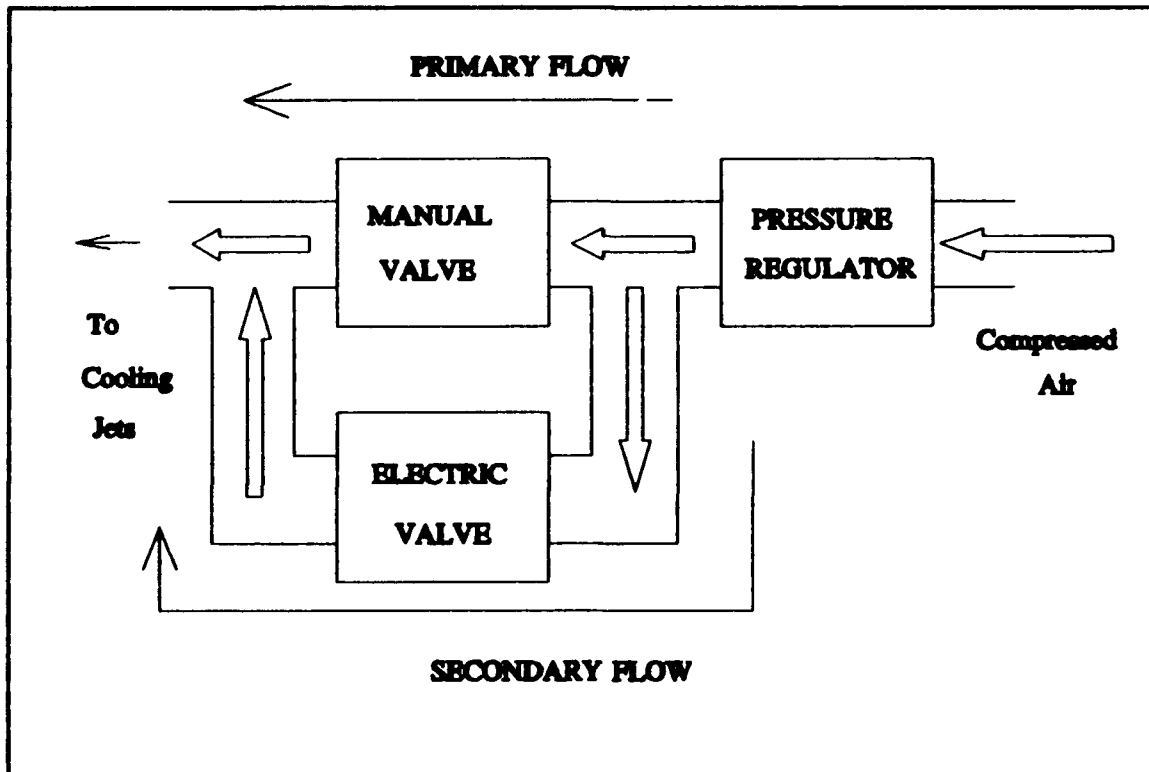 PRIMARY FLOW
MANUAL
VALVE
PRESSURE
REGULATOR
To
Cooling
Jets
Compressed
Air
ELECTRIC
VALVE
SECONDARY FLOW